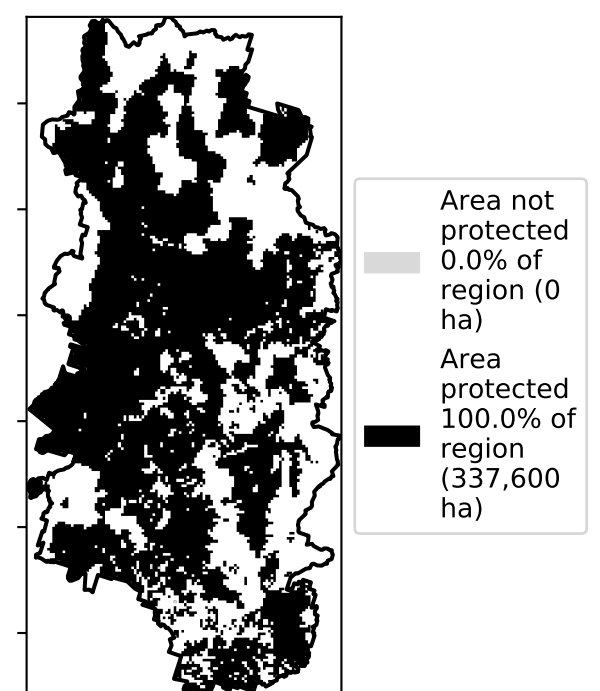 Area not
protected
0.0% of
region (0
ha)
Area
protected
100.0% of
region
(337,600
ha)